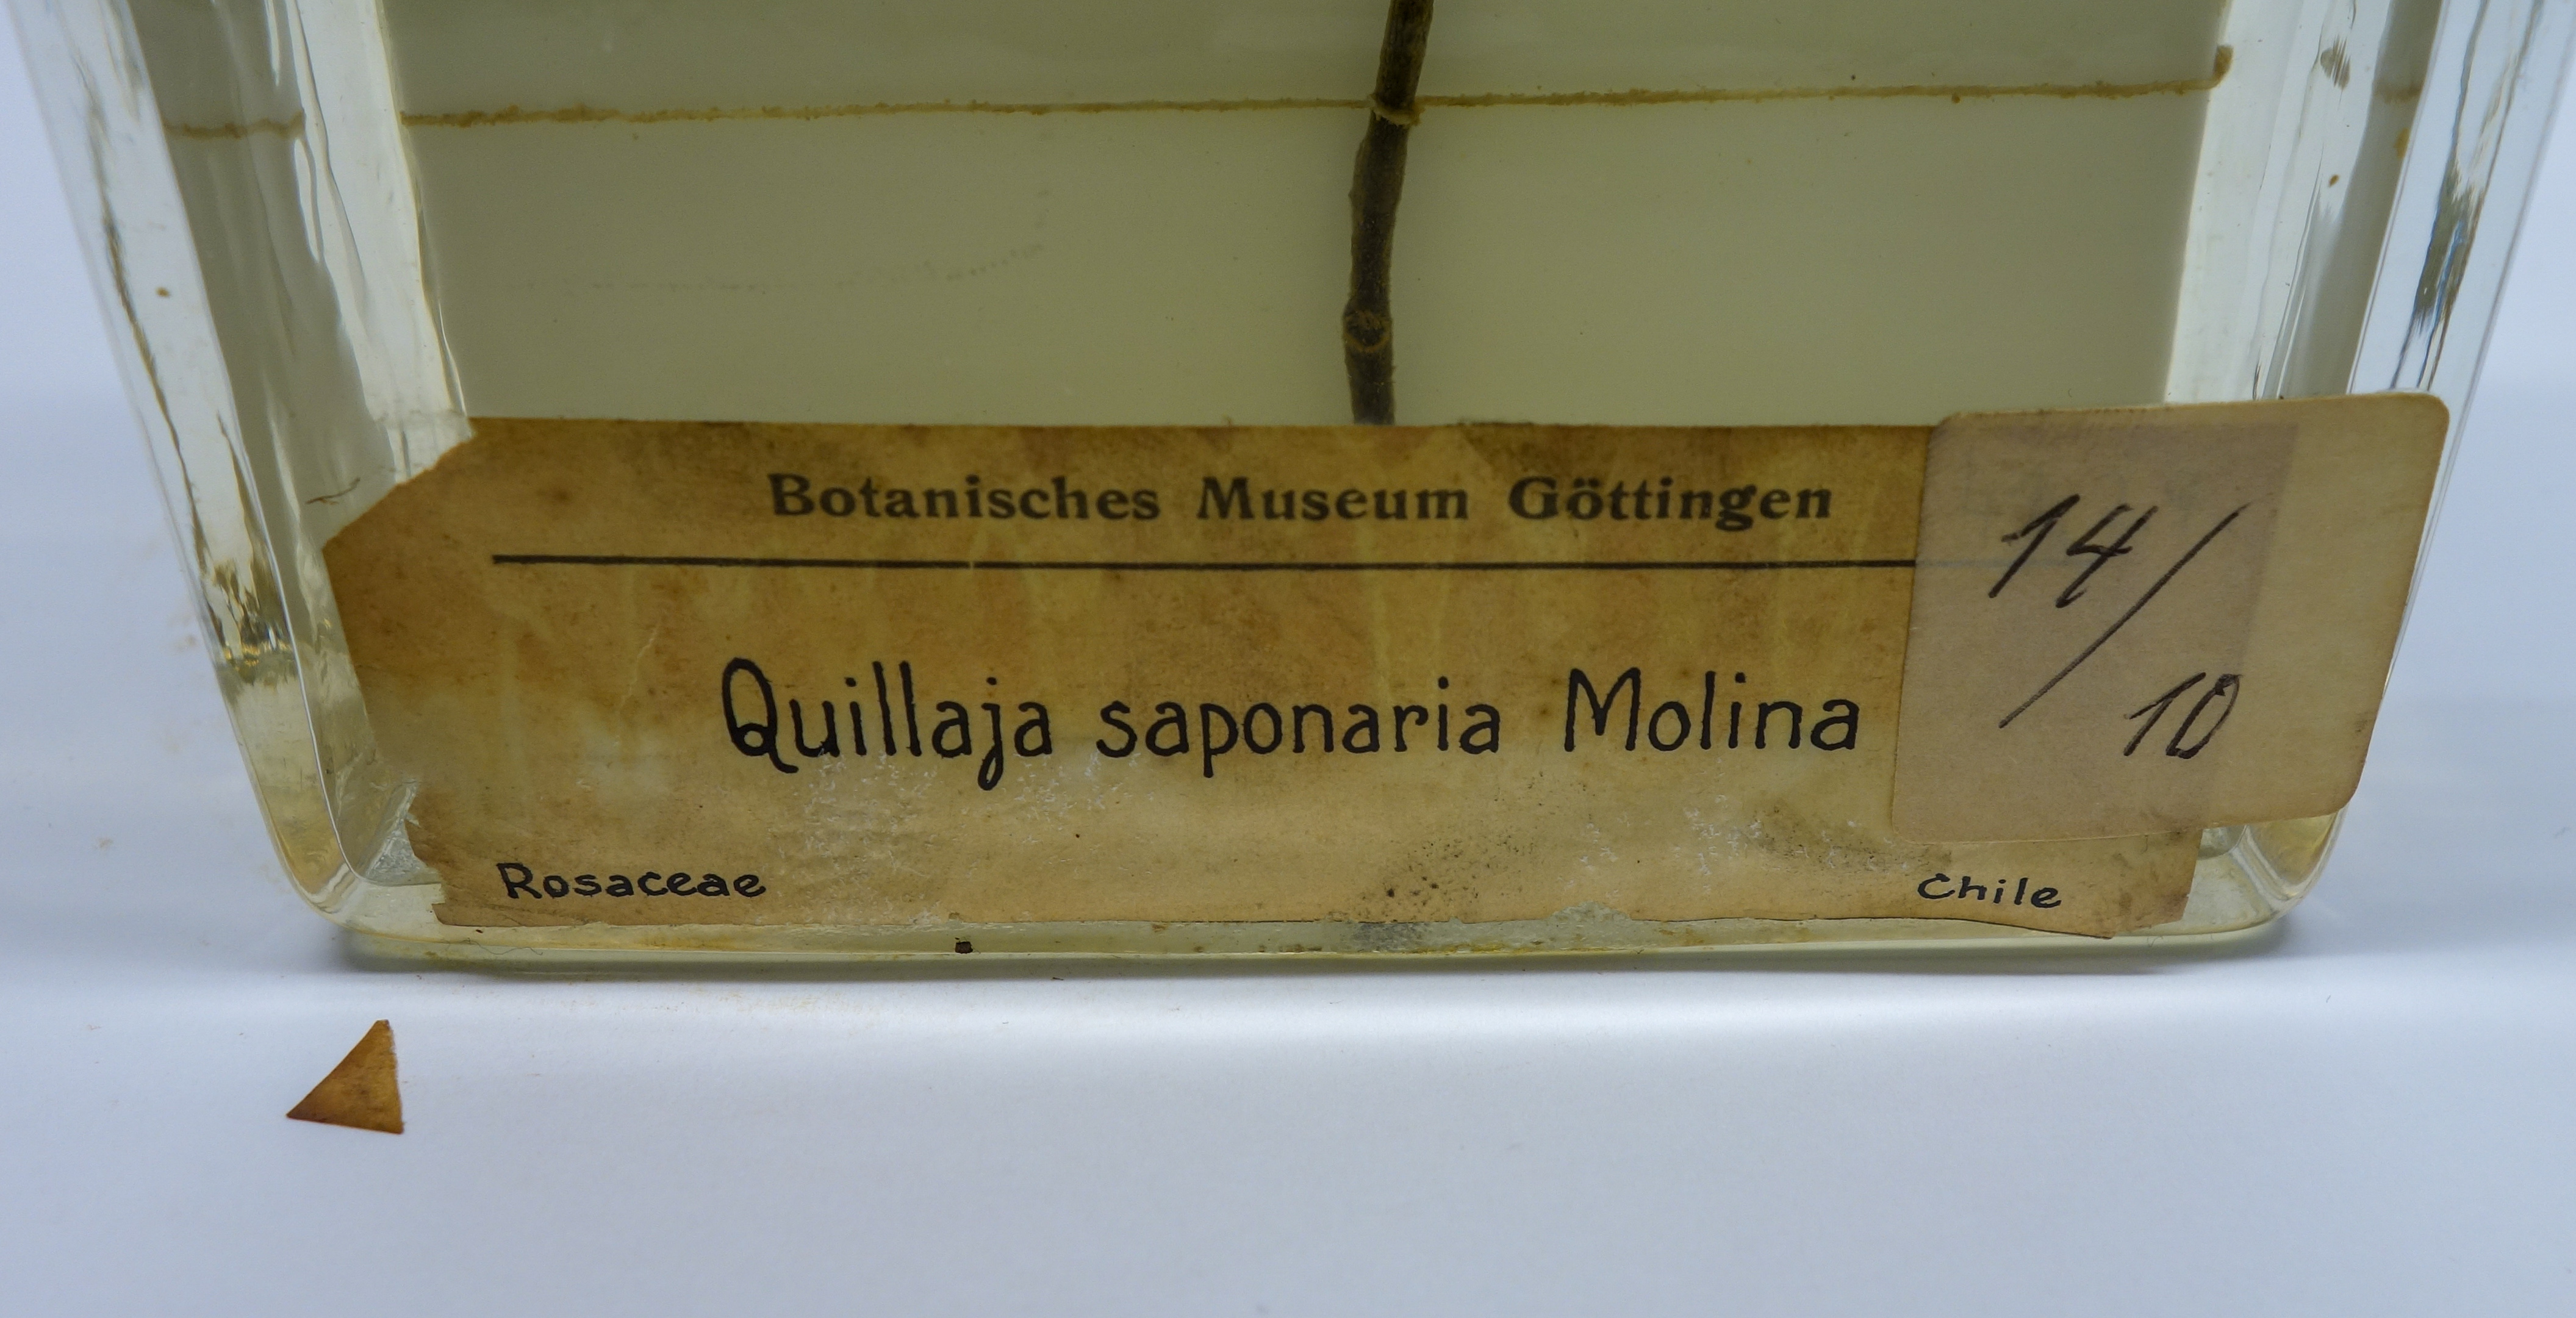 Botanisches Museum Göttingen
14/10
Quillaja saponaria Molina
Rosaceae
Chile